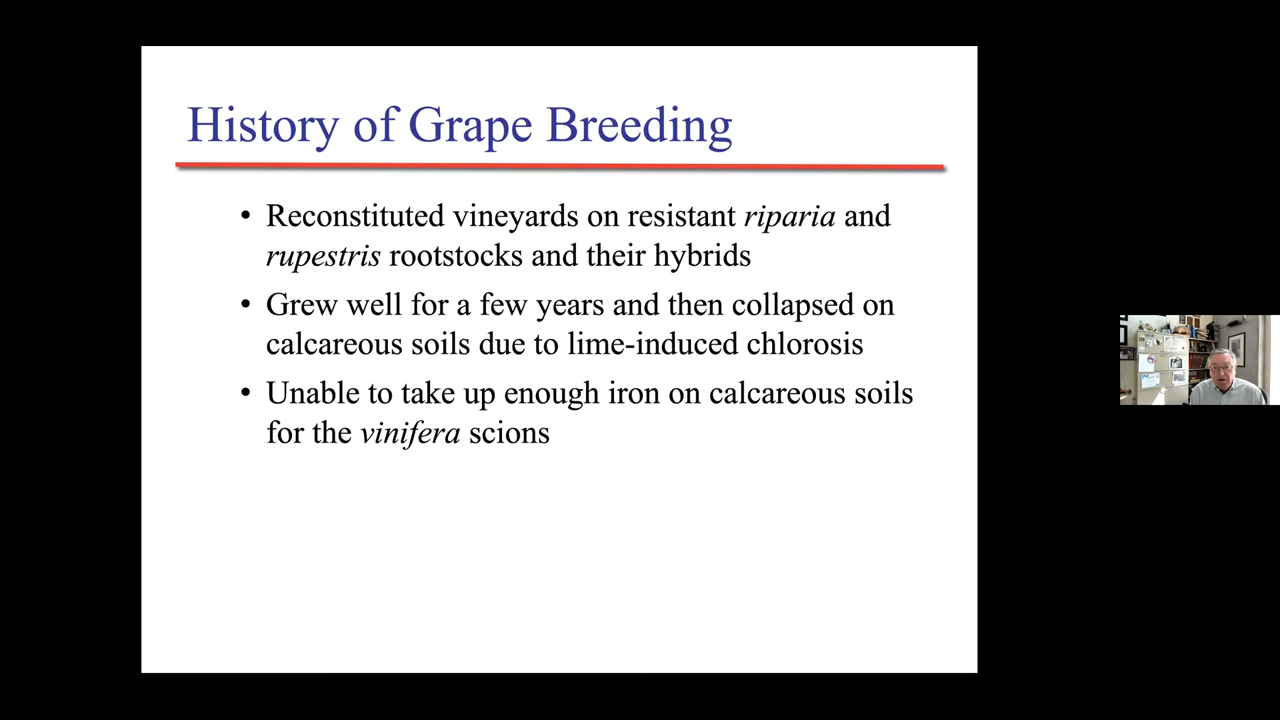 History of Grape Breeding
• Reconstituted vineyards on resistant riparia and
rupestris rootstocks and their hybrids
• Grew well for a few years and then collapsed on
calcareous soils due to lime-induced chlorosis
• Unable to take up enough iron on calcareous soils
for the vinifera scions